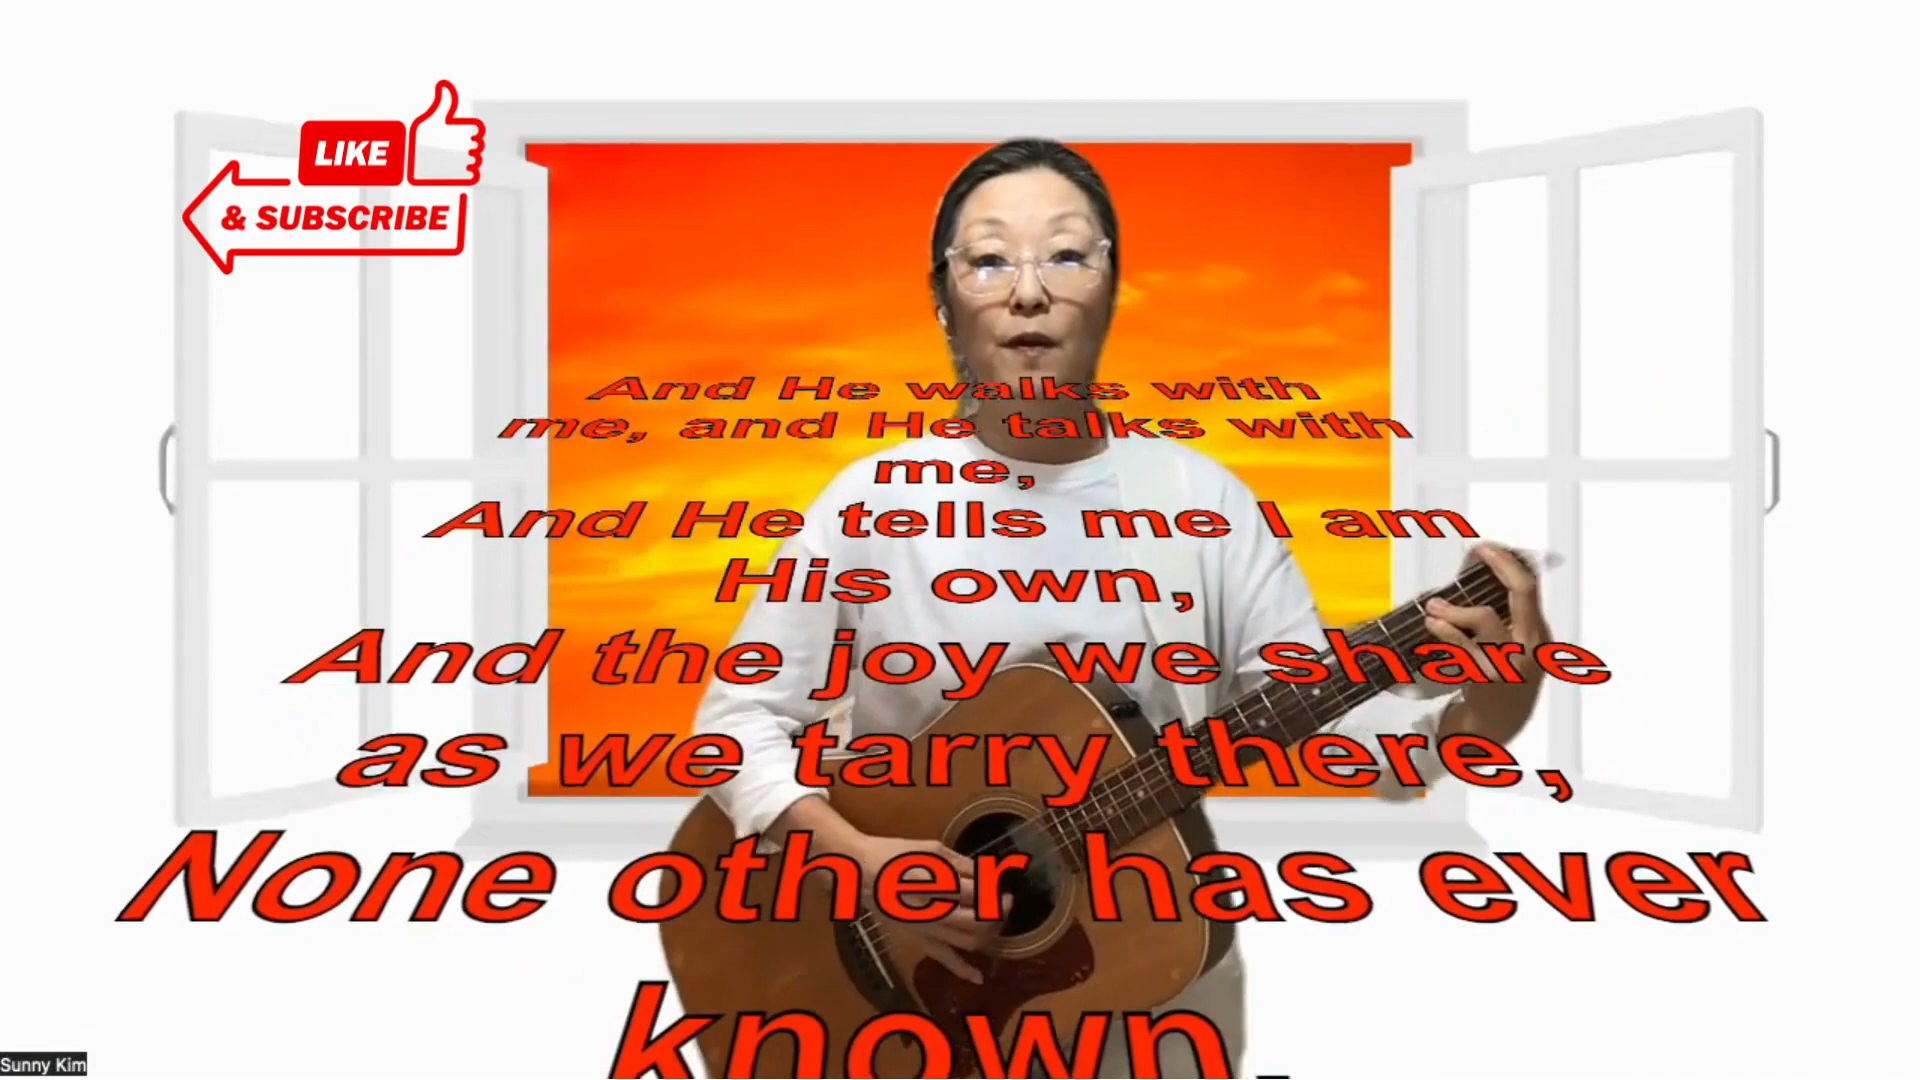 LIKE
& SUBSCRIBE
And He walks with
me, and He talks with
me,
And He tells me I am
His own,
And the joy we share
as we tarry there,
None other has ever
known.
Sunny Kim